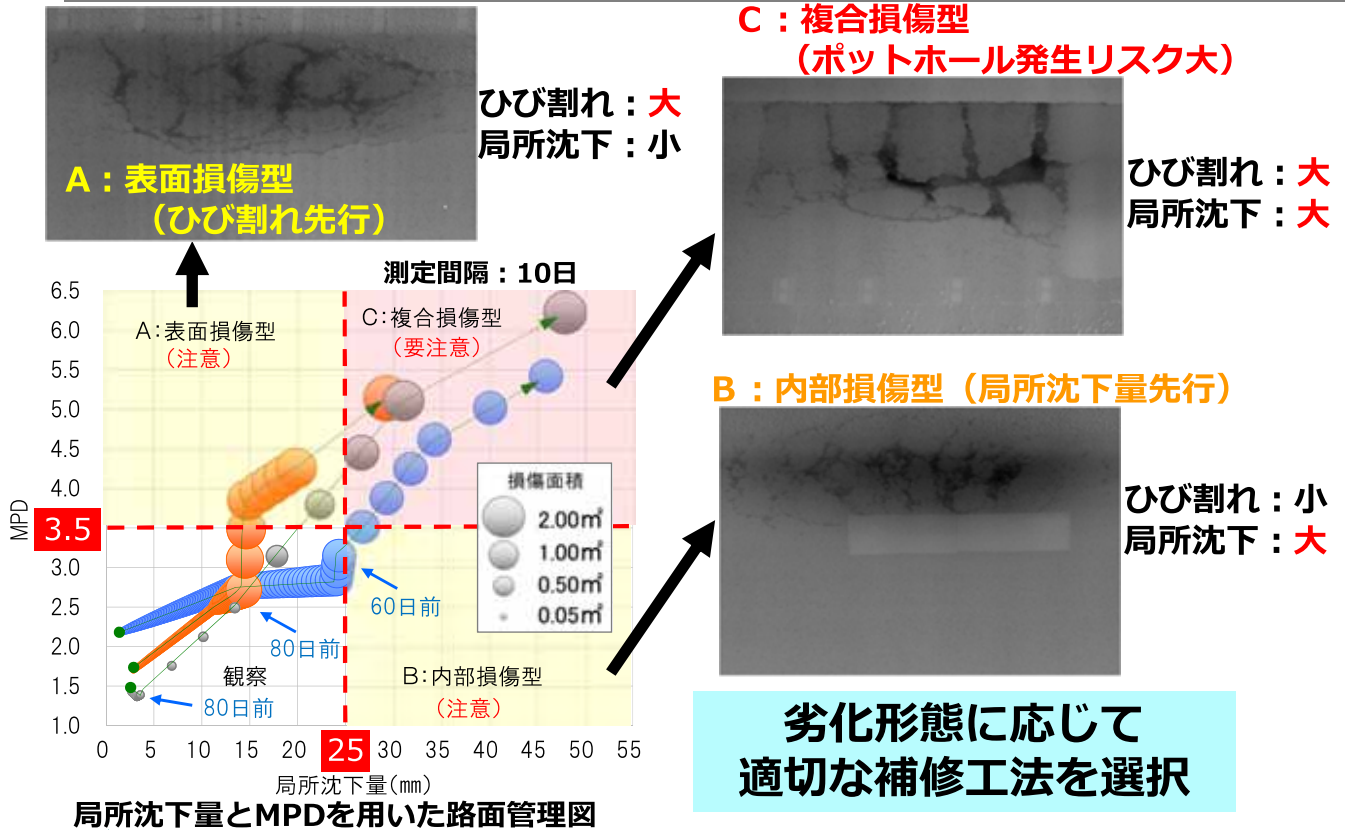 C：複合損傷型
（ポットホール発生リスク大）
ひび割れ：大
局所沈下：小
A：表面損傷型
（ひび割れ先行）
ひび割れ：大
局所沈下：大
測定間隔：10日
6.5
6.0
5.5
5.0
4.5
4.0
3.5
3.0
2.5
2.0
1.5
1.0
MPD
A：表面損傷型
（注意）
C：複合損傷型
（要注意）
損傷面積
2.00㎡
1.00㎡
0.50㎡
0.05㎡
60日前
80日前
観察
80日前
B：内部損傷型
（注意）
0 5 10 15 20 25 30 35 40 45 50 55
局所沈下量(㎜)
局所沈下量とMPDを用いた路面管理図
B：内部損傷型（局所沈下量先行）
ひび割れ：小
局所沈下：大
劣化形態に応じて
適切な補修工法を選択